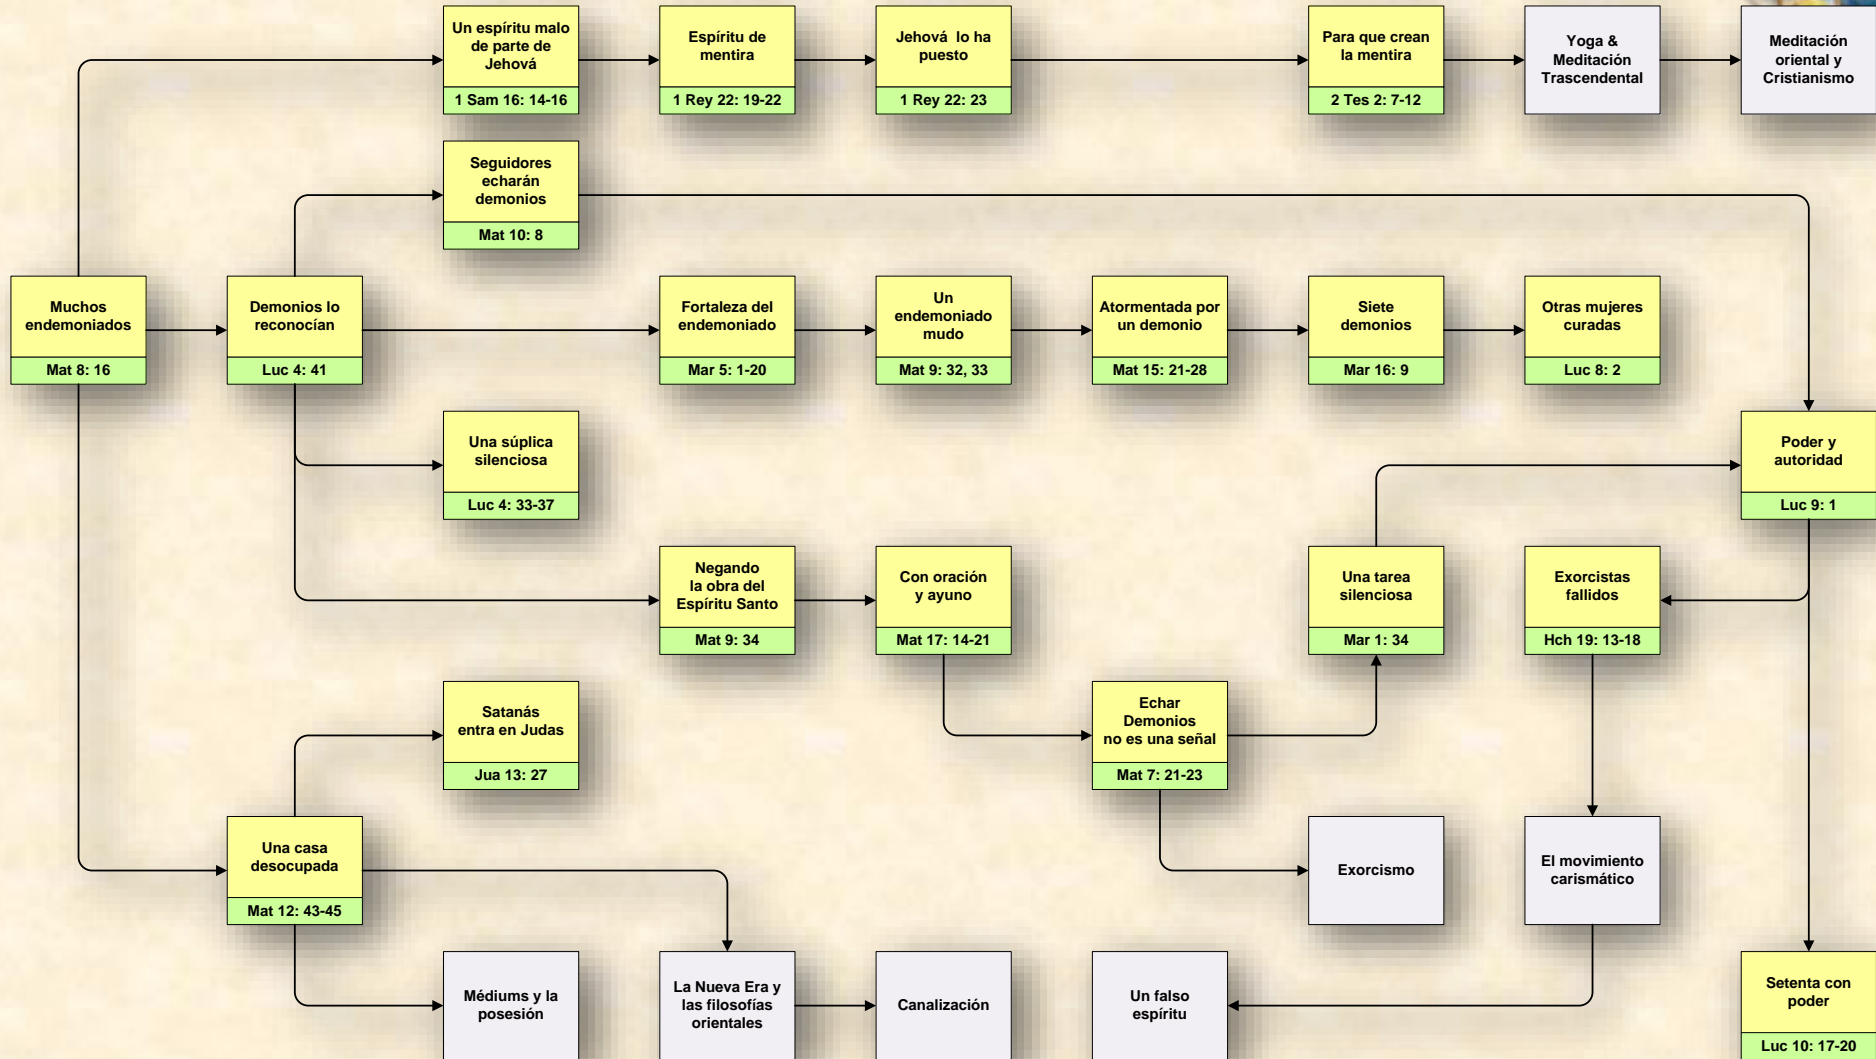 Un espíritu malo
de parte de
Jehová
1 Sam 16: 14-16
Espíritu de
mentira
1 Rey 22: 19-22
Jehová lo ha
puesto
1 Rey 22: 23
Para que crean
la mentira
2 Tes 2: 7-12
Yoga &
Meditación
Trascendental
Meditación
oriental y
Cristianismo
Seguidores
echarán
demonios
Mat 10: 8
Muchos
endemoniados
Mat 8: 16
Demonios lo
reconocían
Luc 4: 41
Fortaleza del
endemoniado
Mar 5: 1-20
Un
endemoniado
mudo
Mat 9: 32, 33
Atormentada por
un demonio
Mat 15: 21-28
Siete
demonios
Mar 16: 9
Otras mujeres
curadas
Luc 8: 2
Una súplica
silenciosa
Luc 4: 33-37
Poder y
autoridad
Luc 9: 1
Negando
la obra del
Espíritu Santo
Mat 9: 34
Con oración
y ayuno
Mat 17: 14-21
Una tarea
silenciosa
Mar 1: 34
Exorcistas
fallidos
Hch 19: 13-18
Satanás
entra en Judas
Jua 13: 27
Echar
Demonios
no es una señal
Mat 7: 21-23
Una casa
desocupada
Mat 12: 43-45
Exorcismo
El movimiento
carismático
Médiums y la
posesión
La Nueva Era y
las filosofías
orientales
Canalización
Un falso
espíritu
Setenta con
poder
Luc 10: 17-20